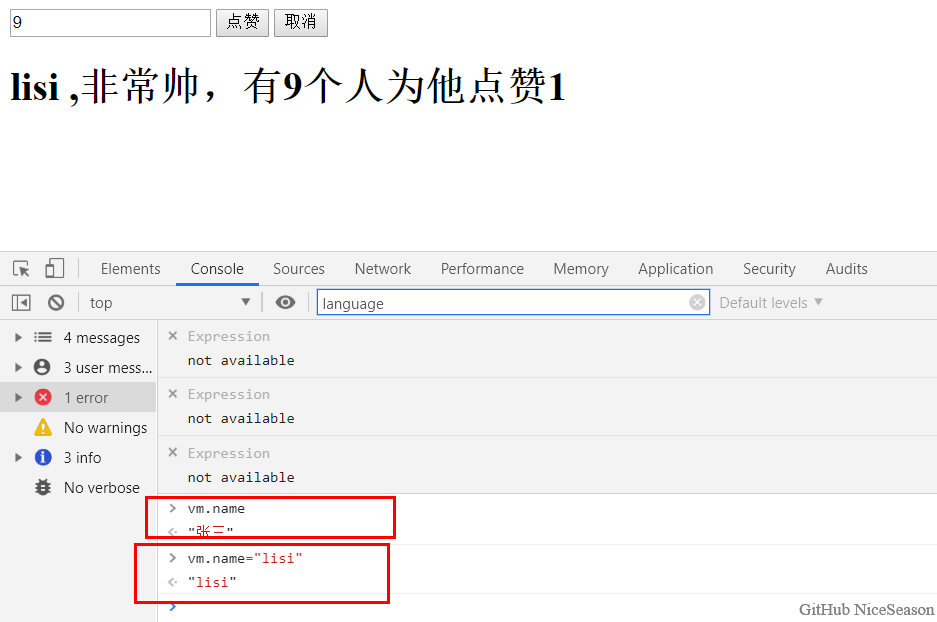 9 点赞 取消
lisi ,非常帅，有9个人为他点赞1
Elements Console Sources Network Performance Memory Application Security Audits
top language Default levels
4 messages
3 user mess...
1 error
No warnings
3 info
No verbose
Expression
not available
Expression
not available
Expression
not available
vm.name
"张三"
vm.name="lisi"
"lisi"
GitHub NiceSeason